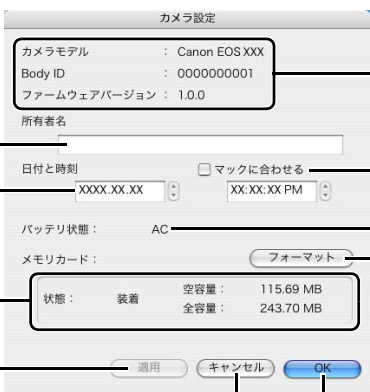 カメラ設定
カメラモデル : Canon EOS XXX
Body ID : 0000000001
ファームウェアバージョン : 1.0.0
所有者名
日付と時刻 マックに合わせる
XXXX.XX.XX XX:XX:XX PM
バッテリ状態： AC
メモリカード： フォーマット
状態： 装着 空容量： 115.69 MB
全容量： 243.70 MB
適用 キャンセル OK